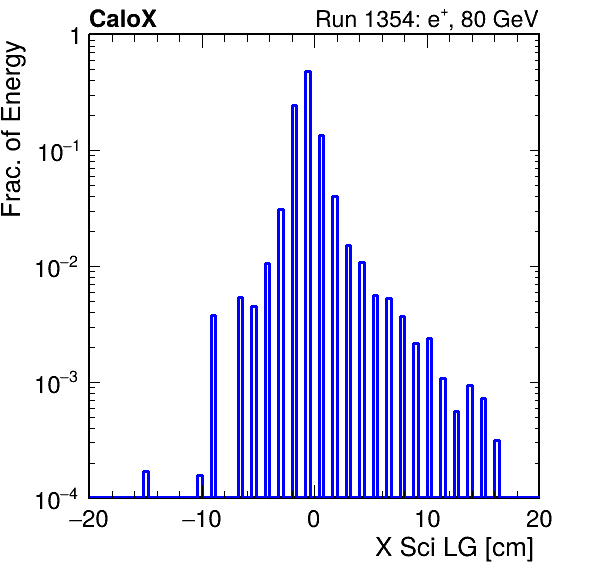 CaloX Run 1354: e⁺, 80 GeV
Frac. of Energy
1
10⁻¹
10⁻²
10⁻³
10⁻⁴
−20 −10 0 10 20
X Sci LG [cm]